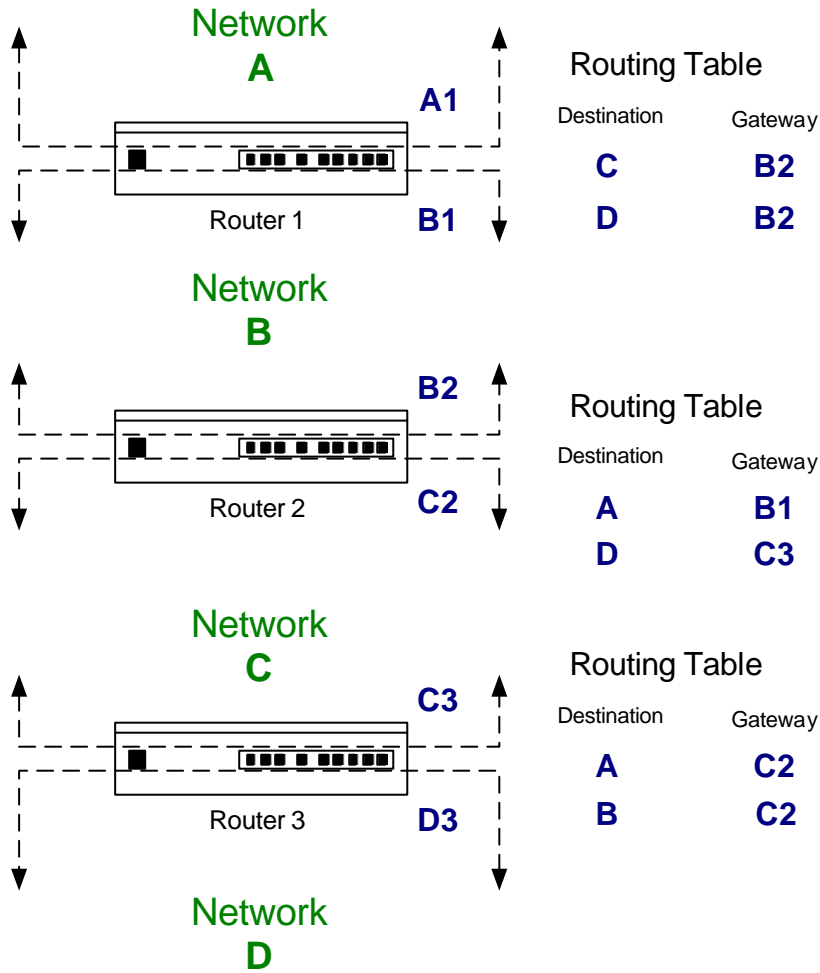 Network
A
A1
Router 1
B1
Routing Table
Destination Gateway
C B2
D B2
Network
B
B2
Router 2
C2
Routing Table
Destination Gateway
A B1
D C3
Network
C
C3
Router 3
D3
Routing Table
Destination Gateway
A C2
B C2
Network
D